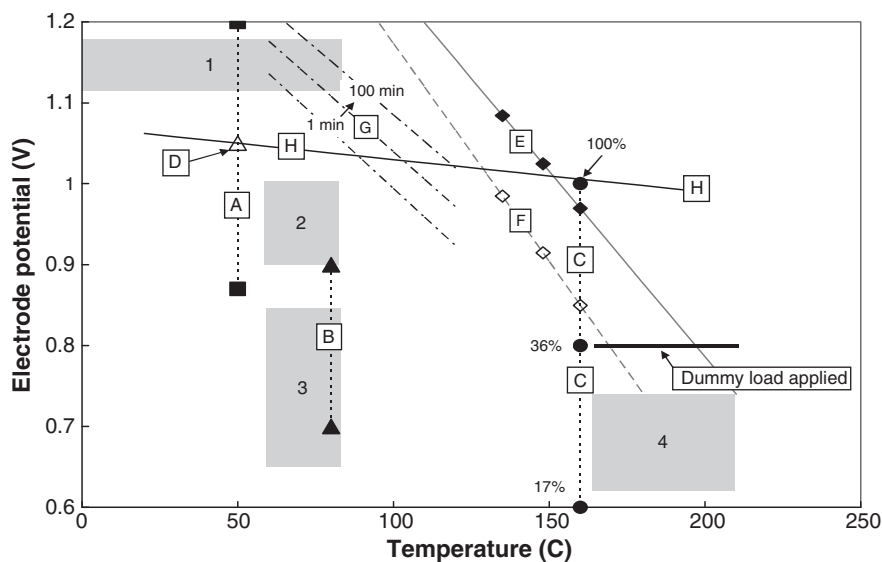 1.2
1.1
1
0.9
0.8
0.7
0.6
Electrode potential (V)
0
50
100
150
200
250
Temperature (C)
1
2
3
4
A
B
C
C
D
E
F
G
H
H
1 min
100 min
100%
36%
17%
Dummy load applied